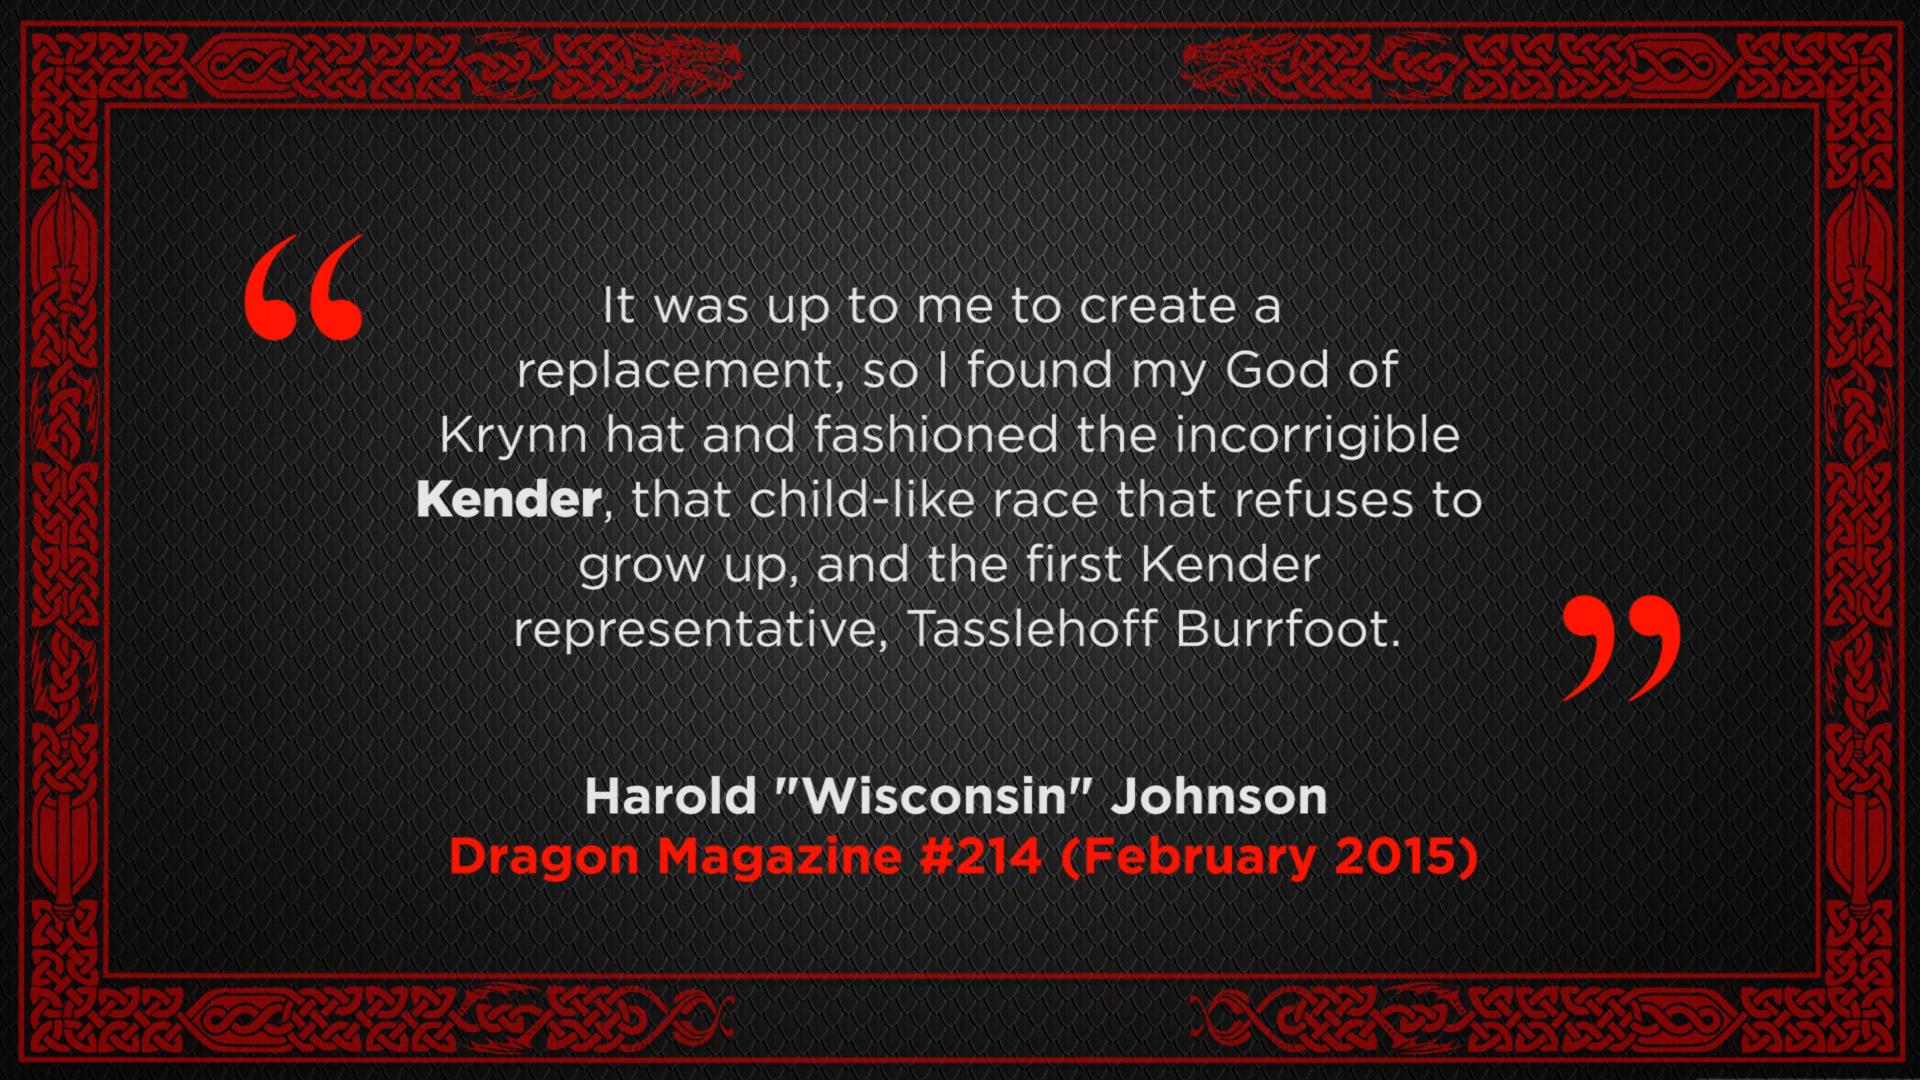 “
It was up to me to create a
replacement, so I found my God of
Krynn hat and fashioned the incorrigible
Kender, that child-like race that refuses to
grow up, and the first Kender
representative, Tasslehoff Burrfoot.
”
Harold "Wisconsin" Johnson
Dragon Magazine #214 (February 2015)